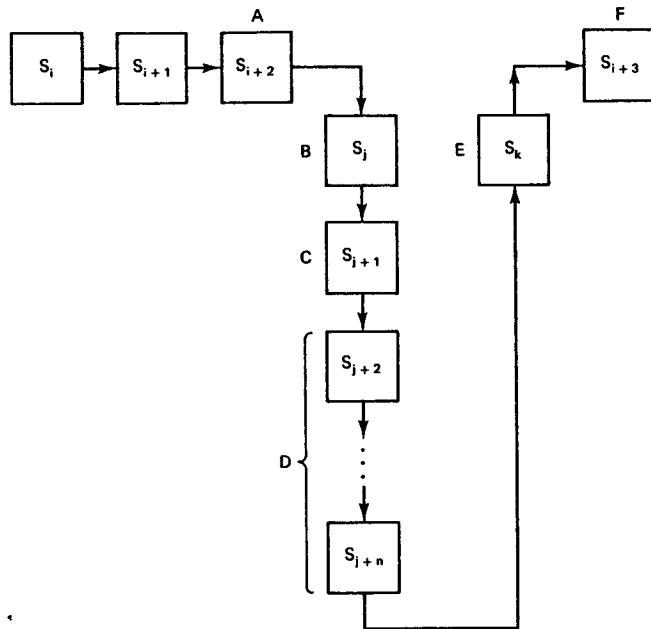 A
F
S_i
S_{i+1}
S_{i+2}
S_{i+3}
B
S_j
E
S_k
C
S_{j+1}
D
S_{j+2}
S_{j+n}